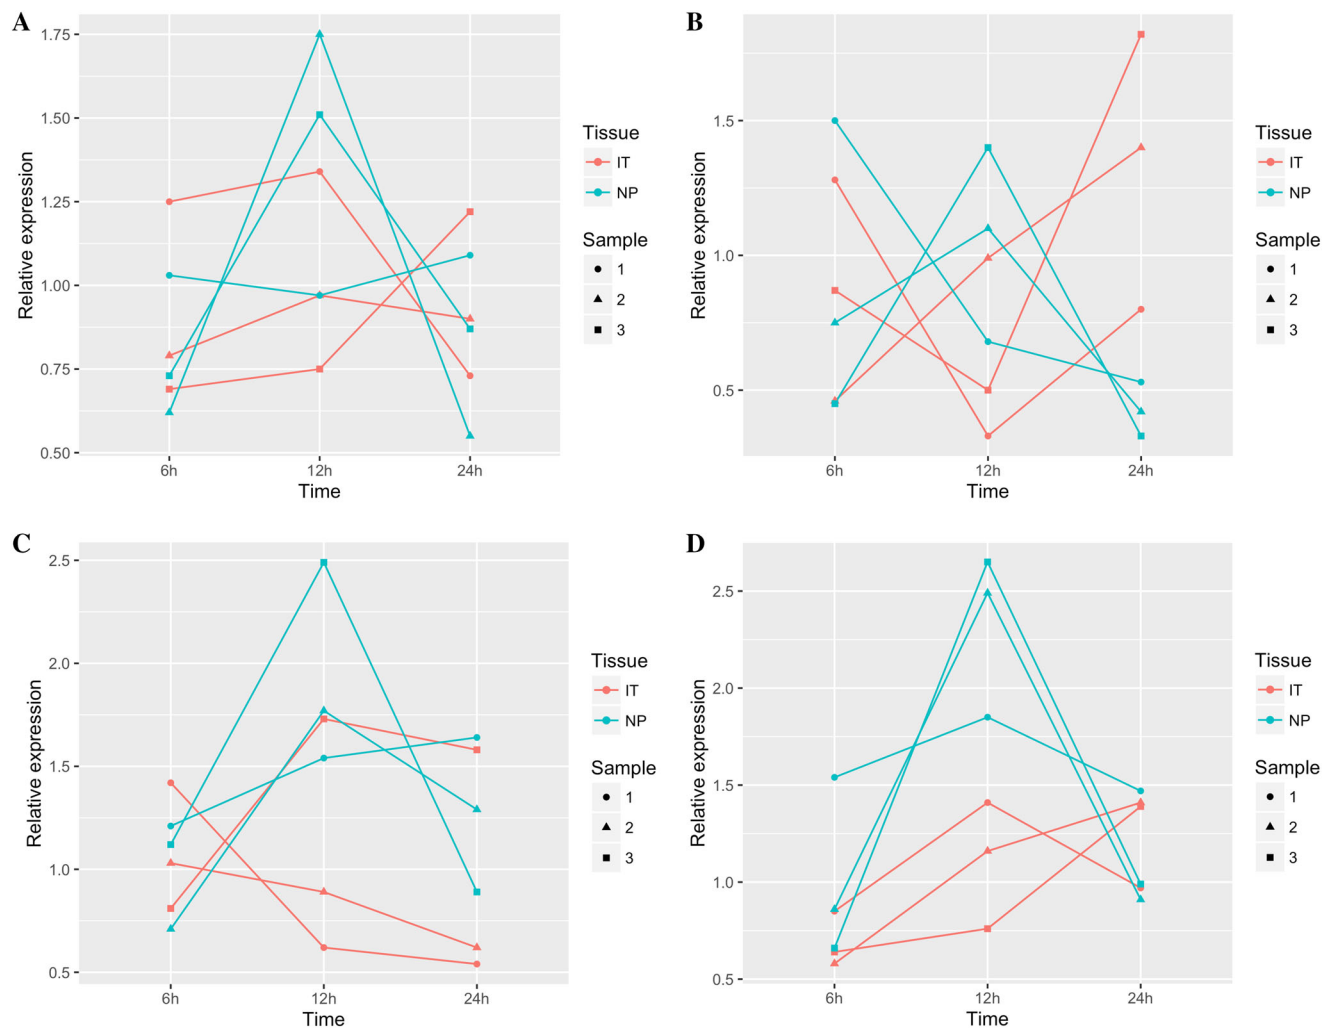 A
Relative expression
1.75
1.50
1.25
1.00
0.75
0.50
6h
12h
24h
Time
Tissue
IT
NP
Sample
1
2
3
B
Relative expression
1.5
1.0
0.5
6h
12h
24h
Time
Tissue
IT
NP
Sample
1
2
3
C
Relative expression
2.5
2.0
1.5
1.0
0.5
6h
12h
24h
Time
Tissue
IT
NP
Sample
1
2
3
D
Relative expression
2.5
2.0
1.5
1.0
0.5
6h
12h
24h
Time
Tissue
IT
NP
Sample
1
2
3